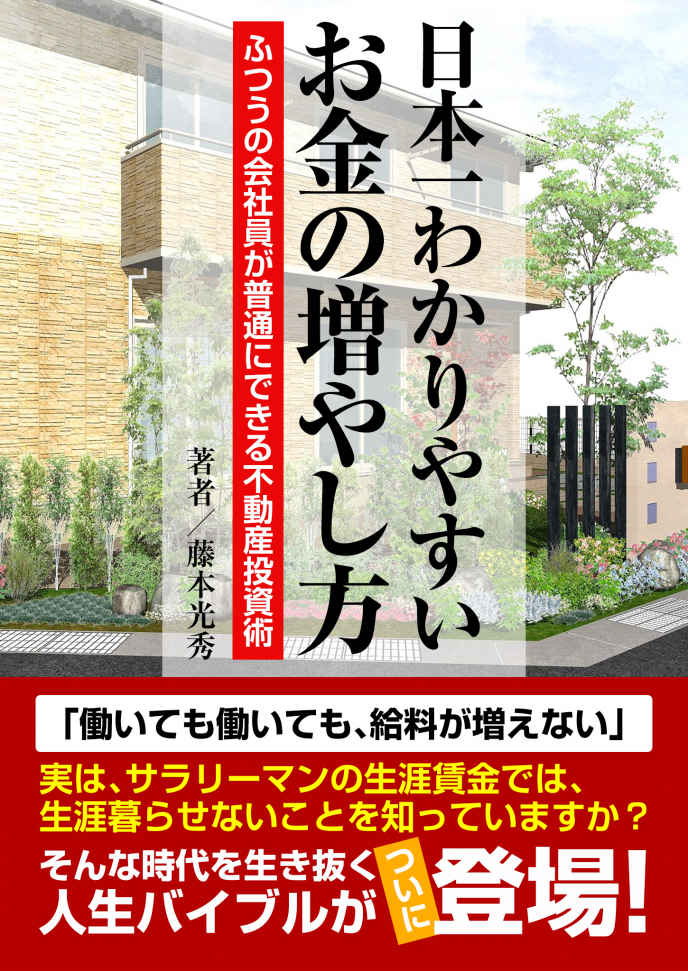 日本一わかりやすい
お金の増やし方
ふつうの会社員が普通にできる不動産投資術
著者／藤本光秀
「働いても働いても、給料が増えない」
実は、サラリーマンの生涯賃金では、
生涯暮らせないことを知っていますか？
そんな時代を生き抜く
人生バイブルが
ついに
登場!